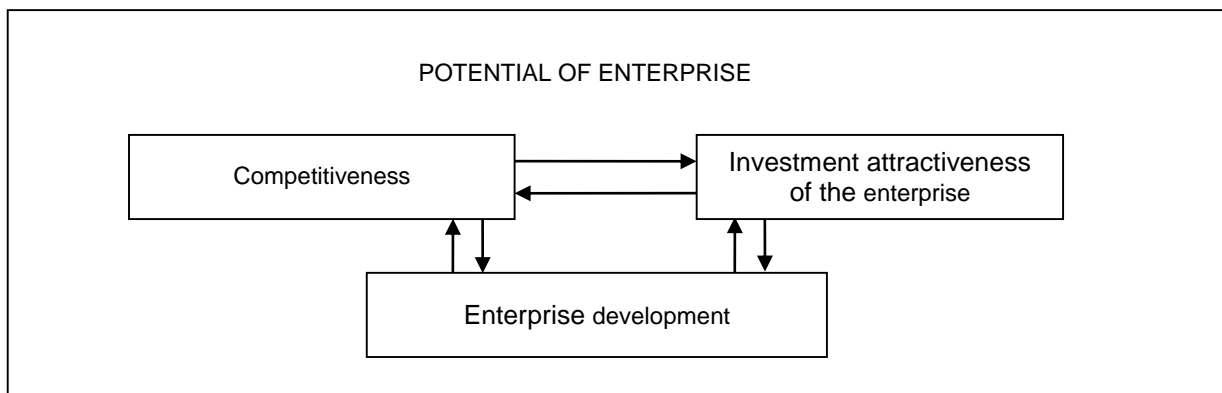 POTENTIAL OF ENTERPRISE
Competitiveness
Investment attractiveness
of the enterprise
Enterprise development